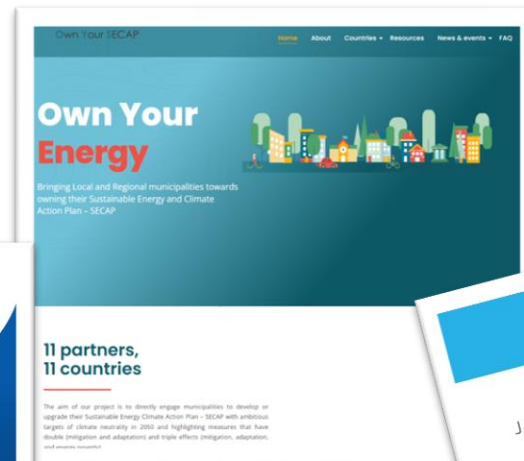 Own Your SECAP
Home About Countries Resources News & events FAQ
Own Your
Energy
Bringing Local and Regional municipalities towards
owning their Sustainable Energy and Climate
Action Plan – SECAP
11 partners,
11 countries
The aim of our project is to directly engage municipalities to develop or
upgrade their Sustainable Energy Climate Action Plan – SECAP with ambitious
targets of climate neutrality in 2050 and highlighting measures that have
double (mitigation and adaptation) and triple effects (mitigation, adaptation,
and energy poverty)
J